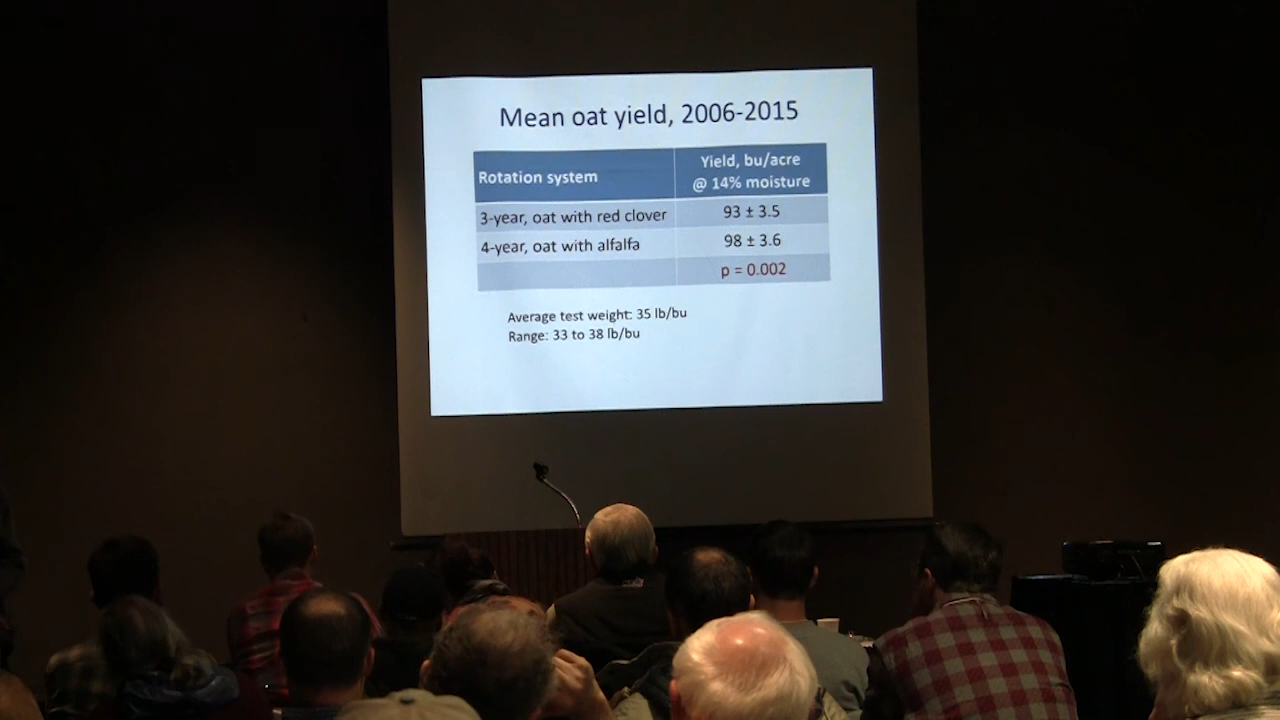 Mean oat yield, 2006-2015
Rotation system
Yield, bu/acre
@ 14% moisture
3-year, oat with red clover 93 ± 3.5
4-year, oat with alfalfa 98 ± 3.6
p = 0.002
Average test weight: 35 lb/bu
Range: 33 to 38 lb/bu